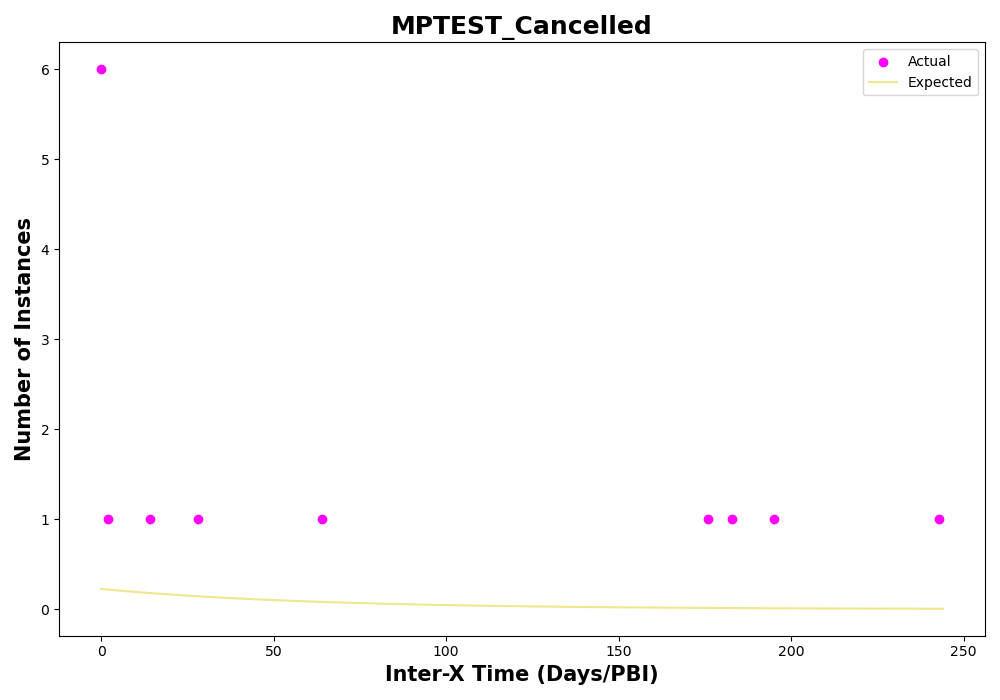 MPTEST_Cancelled
Actual
Expected
6
5
4
3
2
1
0
Number of Instances
0 50 100 150 200 250
Inter-X Time (Days/PBI)